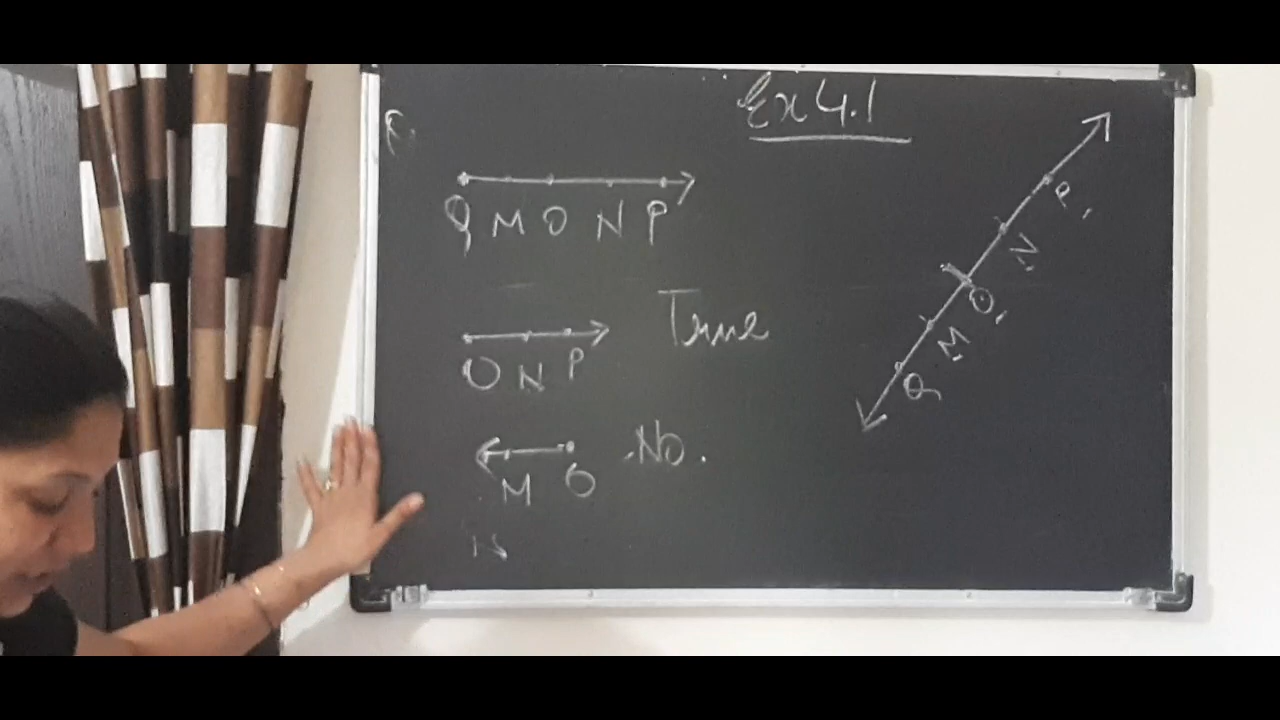 Ex 4.1
Q M O N P
O N P True
M O .No.
N
P,
N
O,
M
Q